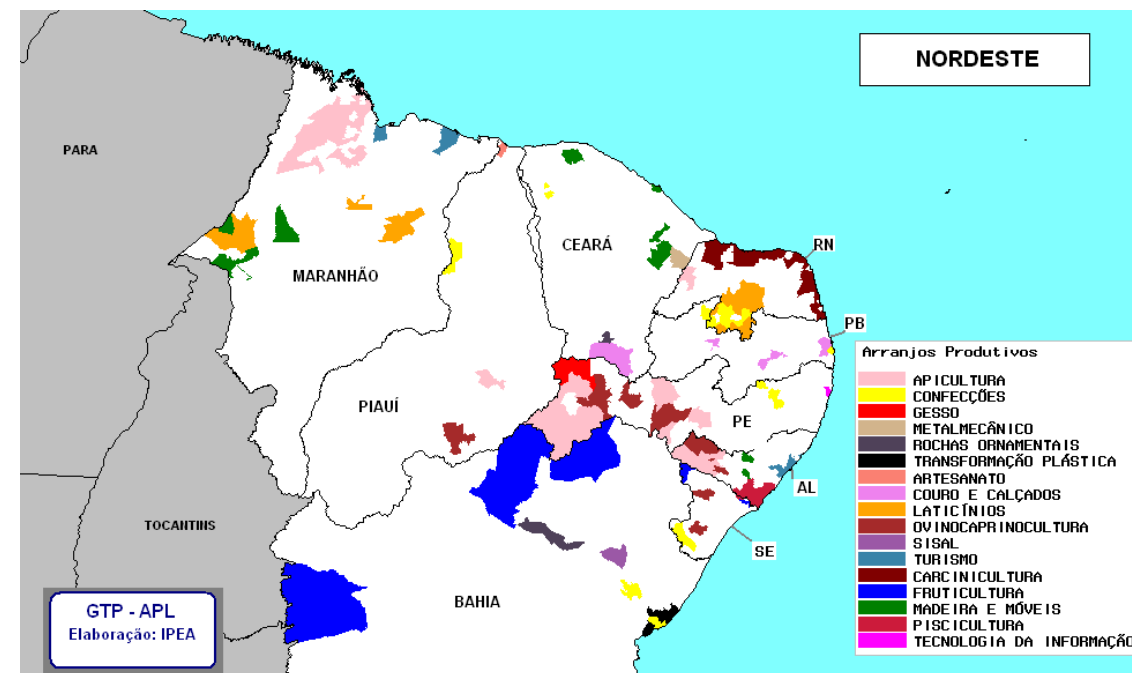 NORDESTE
PARA
CEARÁ
RN
MARANHÃO
PB
Arranjos Produtivos
APICULTURA
CONFECÇÕES
GESSO
METALMECÂNICO
ROCHAS ORNAMENTAIS
TRANSFORMAÇÃO PLÁSTICA
ARTESANATO
COURO E CALÇADOS
LATICÍNIOS
OVINOCAPRINOCULTURA
SISAL
TURISMO
CARCINICULTURA
FRUTICULTURA
MADEIRA E MÓVEIS
PISCICULTURA
TECNOLOGIA DA INFORMAÇÃO
PIAUÍ
PE
AL
TOCANTINS
SE
BAHIA
GTP - APL
Elaboração: IPEA